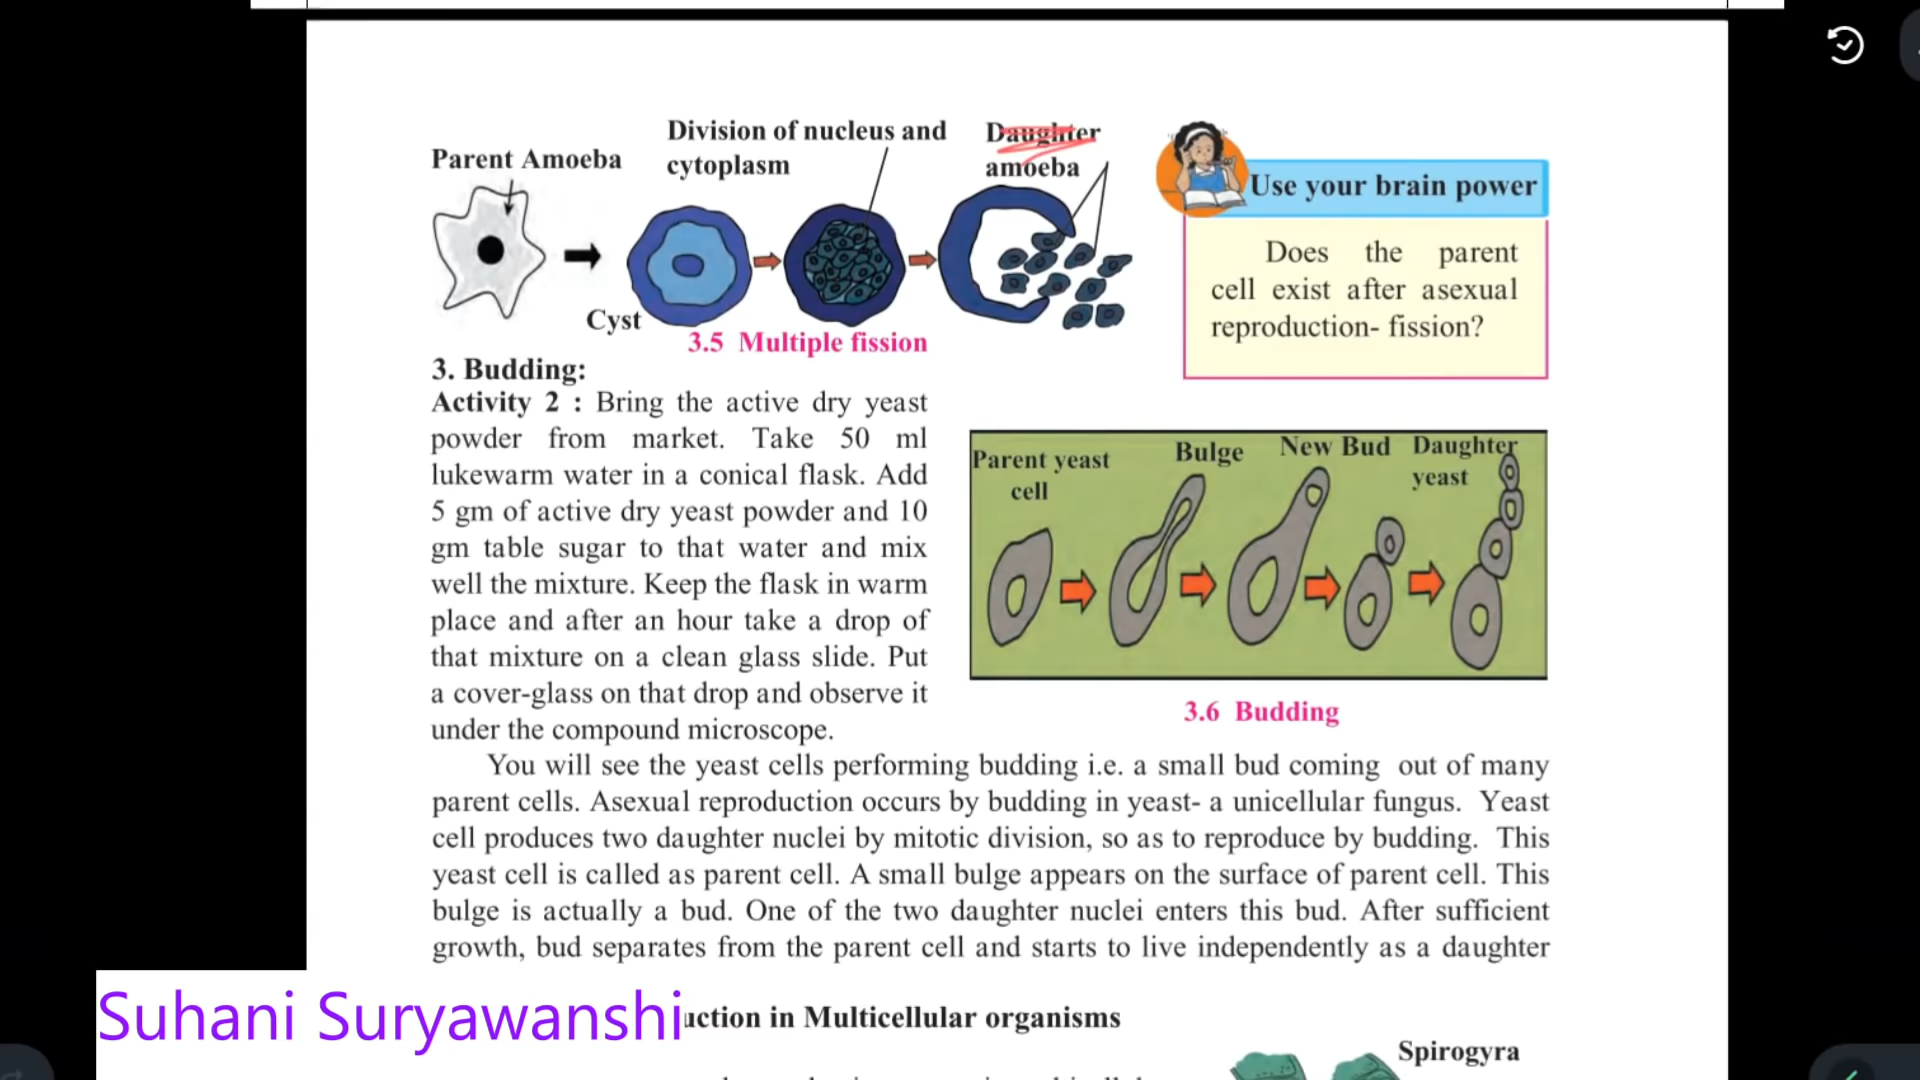 Parent Amoeba
Division of nucleus and
cytoplasm
Daughter
amoeba
Cyst
3.5 Multiple fission
Use your brain power
Does the parent
cell exist after asexual
reproduction- fission?
3. Budding:
Activity 2 : Bring the active dry yeast
powder from market. Take 50 ml
lukewarm water in a conical flask. Add
5 gm of active dry yeast powder and 10
gm table sugar to that water and mix
well the mixture. Keep the flask in warm
place and after an hour take a drop of
that mixture on a clean glass slide. Put
a cover-glass on that drop and observe it
under the compound microscope.
Parent yeast
cell
Bulge
New Bud
Daughter
yeast
3.6 Budding
You will see the yeast cells performing budding i.e. a small bud coming out of many
parent cells. Asexual reproduction occurs by budding in yeast- a unicellular fungus. Yeast
cell produces two daughter nuclei by mitotic division, so as to reproduce by budding. This
yeast cell is called as parent cell. A small bulge appears on the surface of parent cell. This
bulge is actually a bud. One of the two daughter nuclei enters this bud. After sufficient
growth, bud separates from the parent cell and starts to live independently as a daughter
Suhani Suryawanshi
uction in Multicellular organisms
Spirogyra